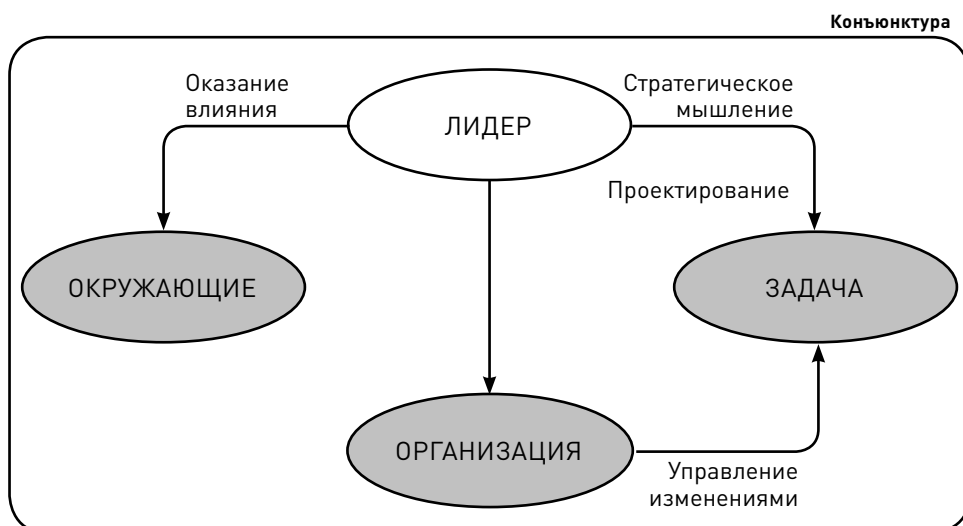 Конъюнктура
Оказание
влияния
Стратегическое
мышление
ЛИДЕР
Проектирование
ОКРУЖАЮЩИЕ
ЗАДАЧА
ОРГАНИЗАЦИЯ
Управление
изменениями